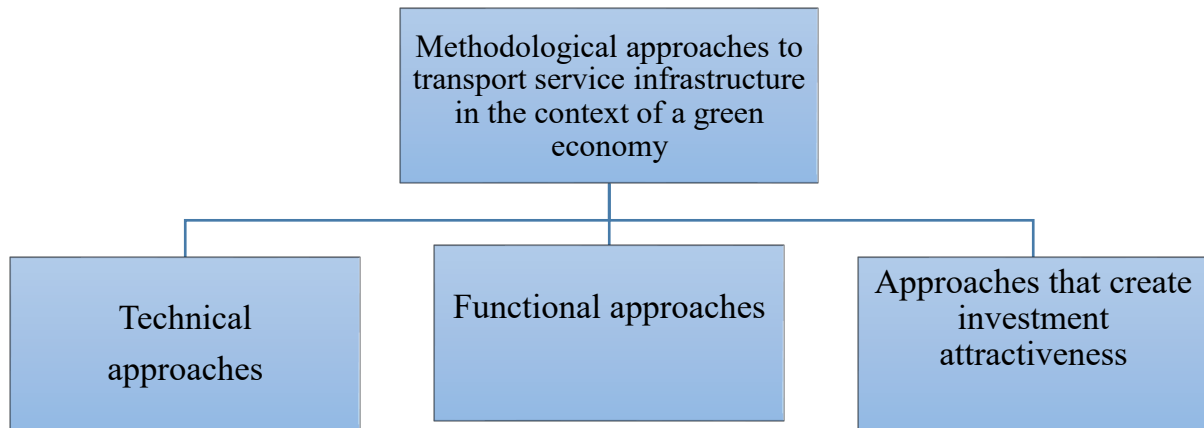 Methodological approaches to
transport service infrastructure
in the context of a green
economy
Technical
approaches
Functional approaches
Approaches that create
investment
attractiveness